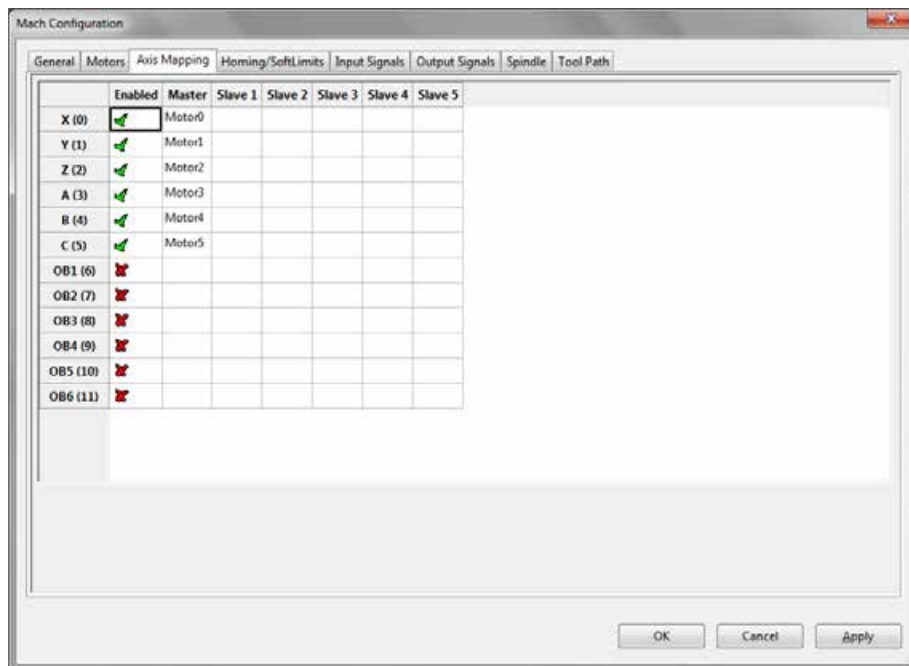 Mach Configuration
General Motors Axis Mapping Homing/SoftLimits Input Signals Output Signals Spindle Tool Path
Enabled Master Slave 1 Slave 2 Slave 3 Slave 4 Slave 5
X (0) Motor0
Y (1) Motor1
Z (2) Motor2
A (3) Motor3
B (4) Motor4
C (5) Motor5
OB1 (6)
OB2 (7)
OB3 (8)
OB4 (9)
OB5 (10)
OB6 (11)
OK Cancel Apply